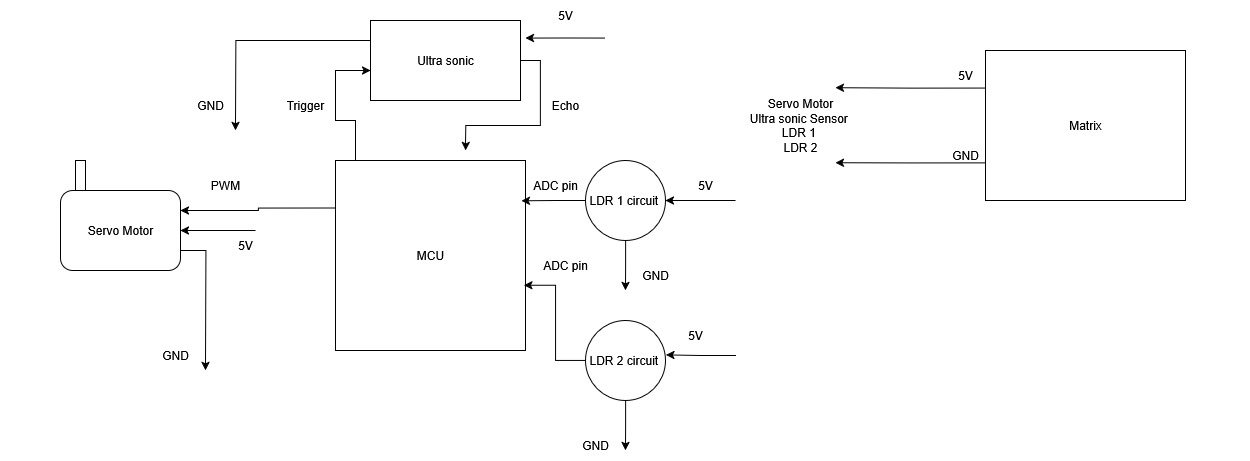 5V
Ultra sonic
GND
Trigger
Echo
PWM
Servo Motor
5V
GND
MCU
ADC pin
LDR 1 circuit
5V
GND
ADC pin
LDR 2 circuit
5V
GND
5V
Servo Motor
Ultra sonic Sensor
LDR 1
LDR 2
GND
Matrix